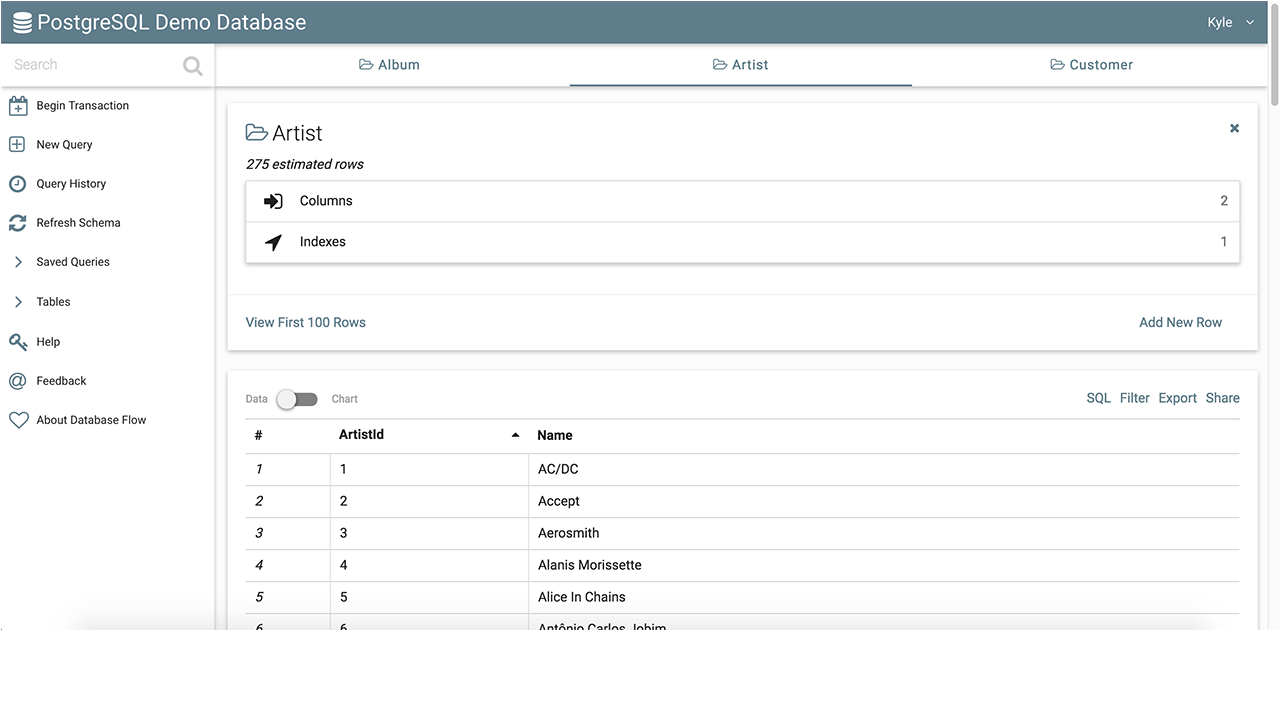 PostgreSQL Demo Database
Kyle
Search
Album
Artist
Customer
Begin Transaction
New Query
Query History
Refresh Schema
Saved Queries
Tables
Help
Feedback
About Database Flow
Artist
275 estimated rows
Columns 2
Indexes 1
View First 100 Rows
Add New Row
Data Chart
SQL Filter Export Share
# ArtistId Name
1 1 AC/DC
2 2 Accept
3 3 Aerosmith
4 4 Alanis Morissette
5 5 Alice In Chains
6 6 Antônio Carlos Jobim